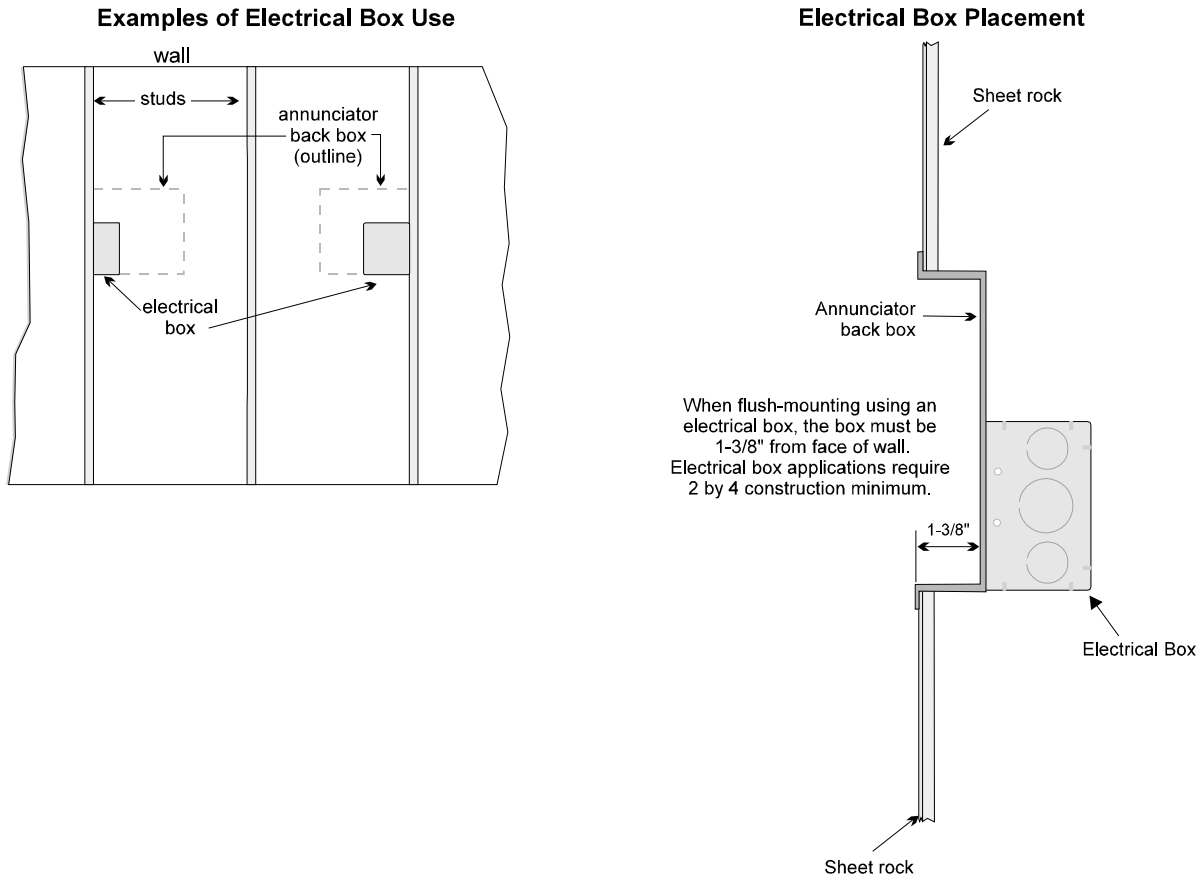 Examples of Electrical Box Use
wall
studs
annunciator
back box
(outline)
electrical
box
Electrical Box Placement
Sheet rock
Annunciator
back box
When flush-mounting using an
electrical box, the box must be
1-3/8" from face of wall.
Electrical box applications require
2 by 4 construction minimum.
1-3/8"
Electrical Box
Sheet rock